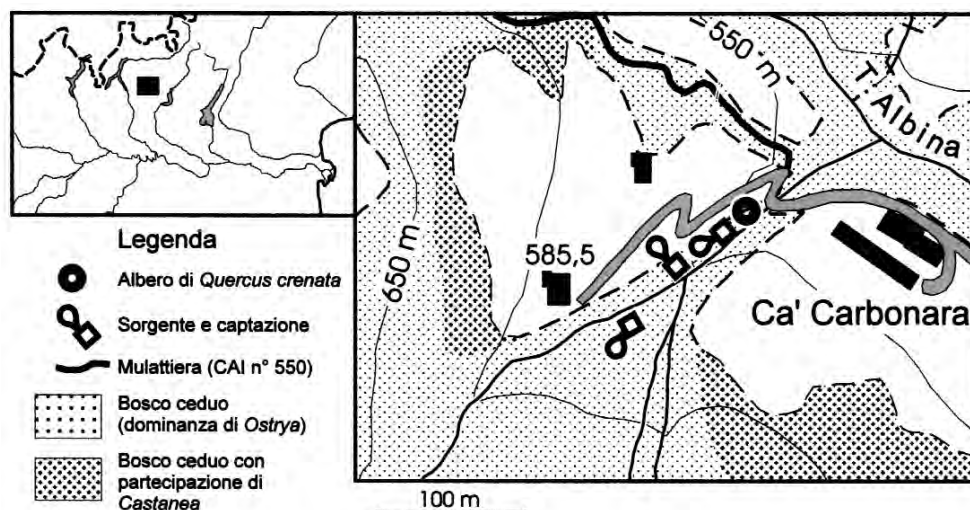 Legenda
Albero di Quercus crenata
Sorgente e captazione
Mulattiera (CAI n° 550)
Bosco ceduo
(dominanza di Ostrya)
Bosco ceduo con
partecipazione di
Castanea
550 m
T. Albina
650 m
585,5
Ca' Carbonara
100 m